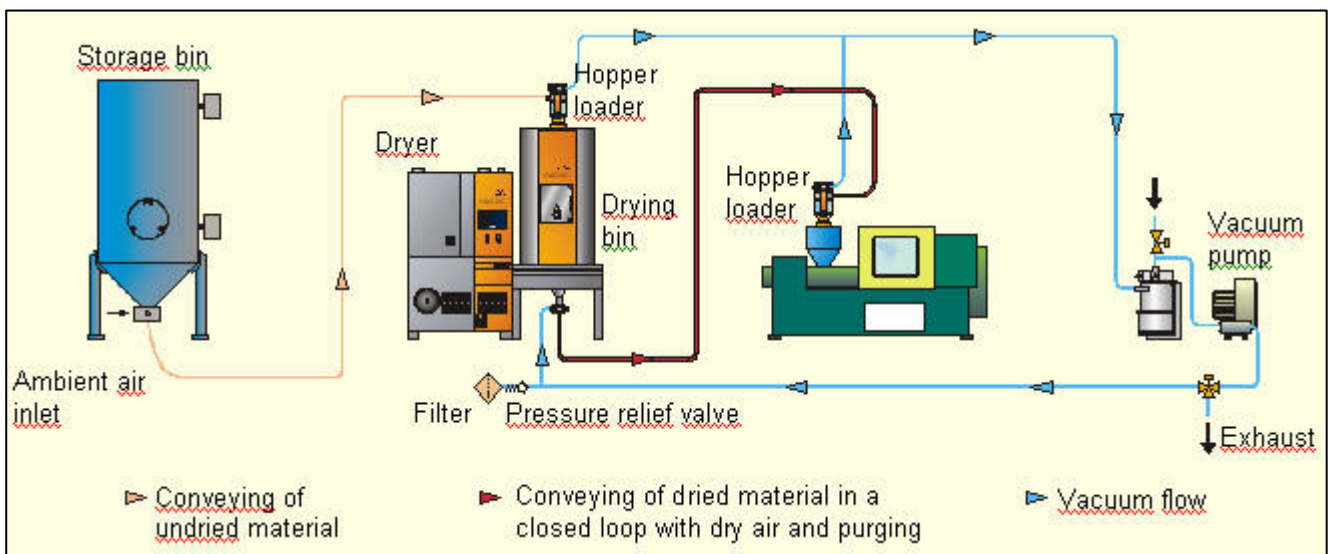 Storage bin
Hopper
loader
Dryer
Hopper
loader
Drying
bin
Vacuum
pump
Ambient air
inlet
Filter
Pressure relief valve
Exhaust
Conveying of
undried material
Conveying of dried material in a
closed loop with dry air and purging
Vacuum flow